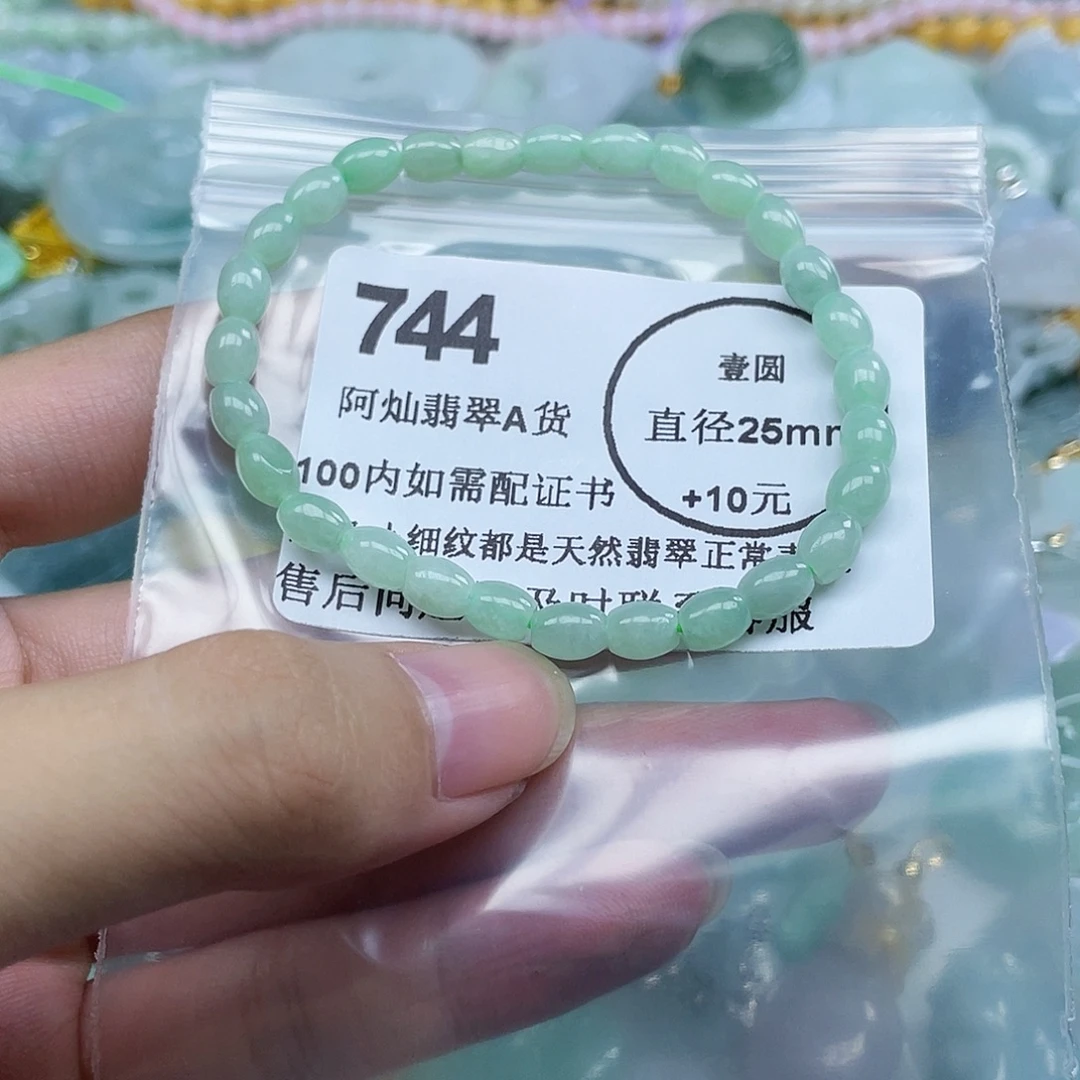 744
壹圆
阿灿翡翠A货
直径25mm
100内如需配证书
+10元
细纹都是天然翡翠正常
售后问 及时联 服